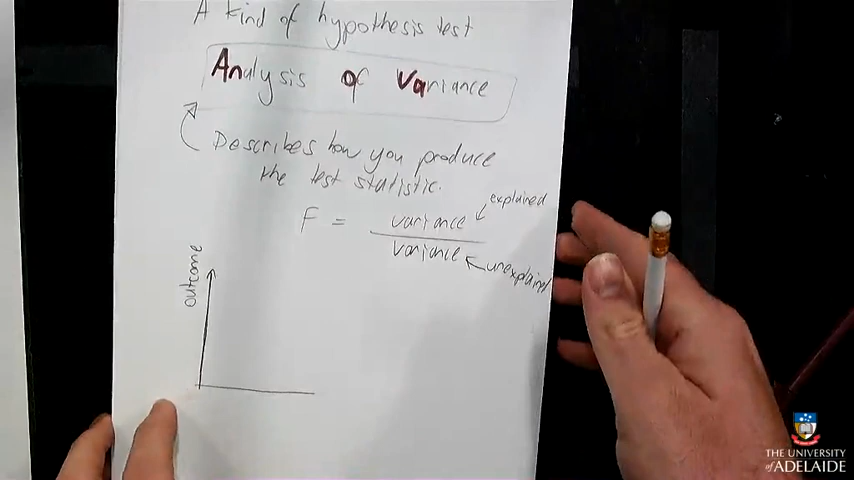 A kind of hypothesis test
Analysis of Variance
Describes how you produce
the test statistic.
F = variance explained
variance unexplained
outcome
THE UNIVERSITY
of ADELAIDE